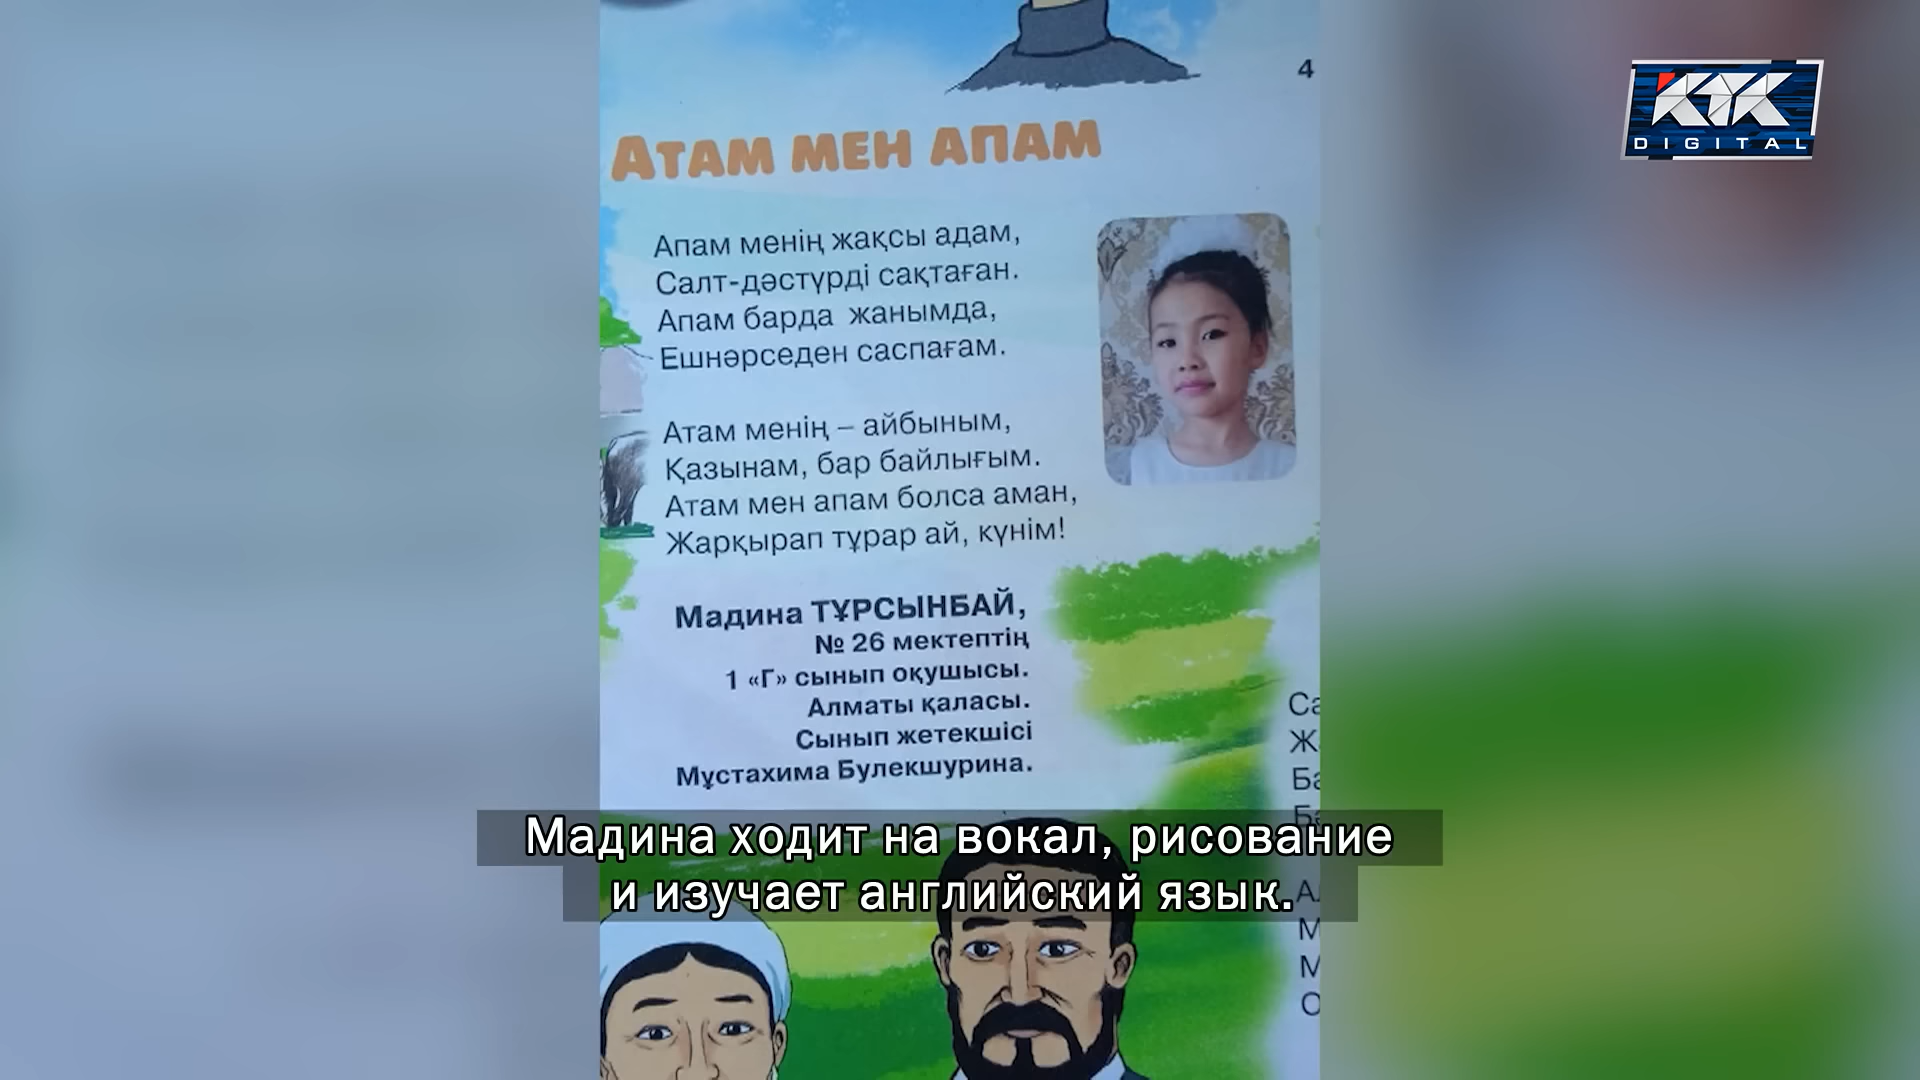 4
КТК
DIGITAL
АТАМ МЕН АПАМ
Апам менің жақсы адам,
Салт-дәстүрді сақтаған.
Апам барда жанымда,
Ешнәрседен саспағам.
Атам менің – айбыным,
Қазынам, бар байлығым.
Атам мен апам болса аман,
Жарқырап тұрар ай, күнім!
Мадина ТҰРСЫНБАЙ,
№ 26 мектептің
1 «Г» сынып оқушысы.
Алматы қаласы.
Сынып жетекшісі
Мұстахима Булекшурина.
Мадина ходит на вокал, рисование
и изучает английский язык.